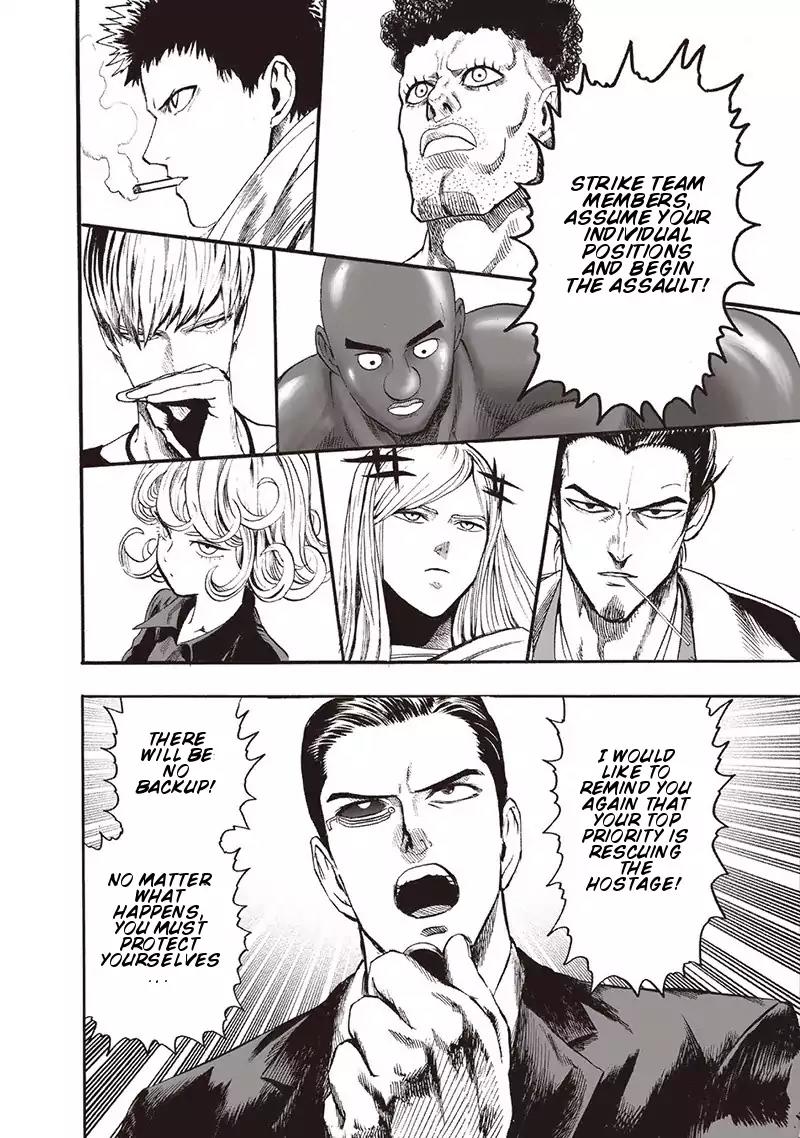 STRIKE TEAM
MEMBERS,
ASSUME YOUR
INDIVIDUAL
POSITIONS
AND BEGIN
THE ASSAULT!
I WOULD
LIKE TO
REMIND YOU
AGAIN THAT
YOUR TOP
PRIORITY IS
RESCUING
THE
HOSTAGE!
THERE
WILL BE
NO
BACKUP!
NO MATTER
WHAT
HAPPENS,
YOU MUST
PROTECT
YOURSELVES
...